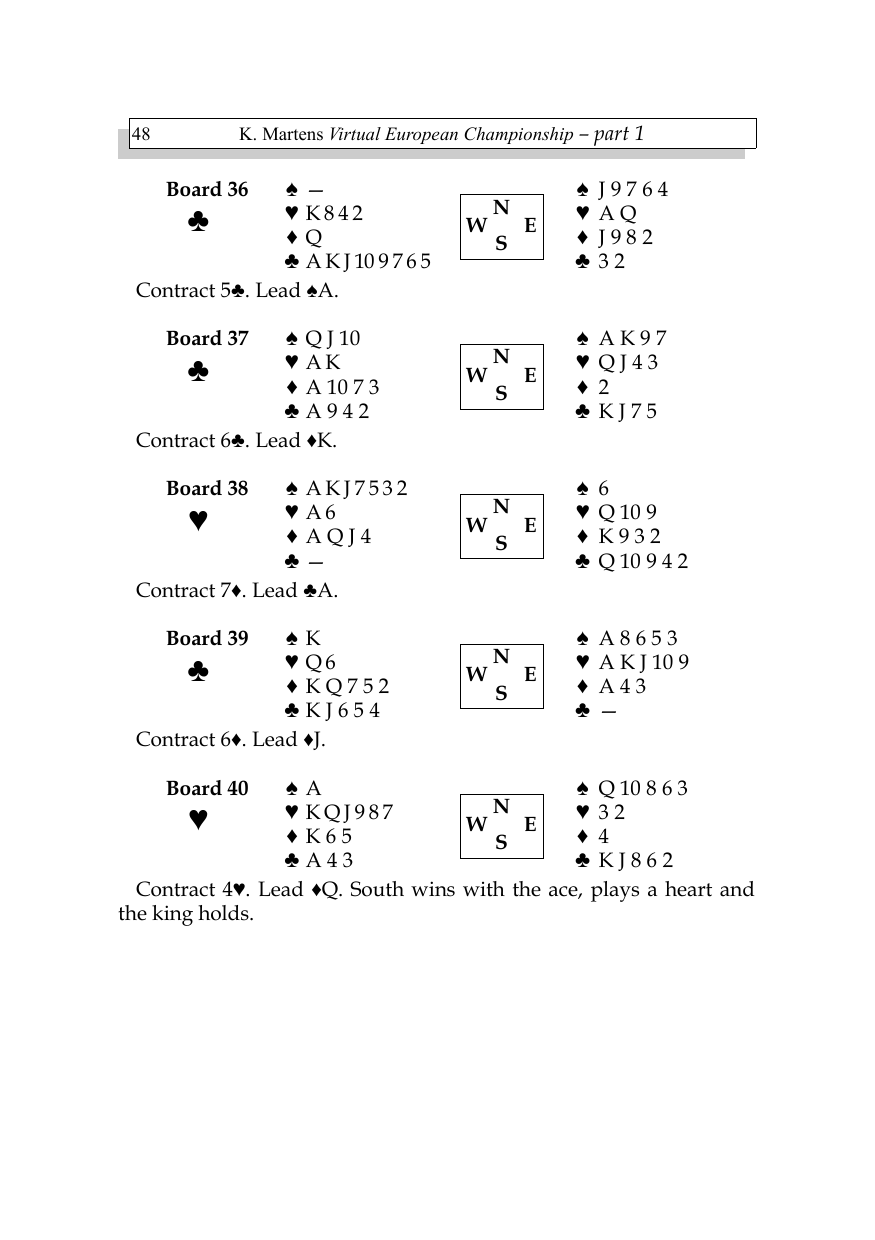 48 K. Martens Virtual European Championship – part 1
Board 36 ♠ — N ♠ J 9 7 6 4
♣ ♥ K 8 4 2 W E ♥ A Q
♦ Q S ♦ J 9 8 2
♣ A K J 10 9 7 6 5 ♣ 3 2
Contract 5♣. Lead ♠A.
Board 37 ♠ Q J 10 N ♠ A K 9 7
♣ ♥ A K W E ♥ Q J 4 3
♦ A 10 7 3 S ♦ 2
♣ A 9 4 2 ♣ K J 7 5
Contract 6♣. Lead ♦K.
Board 38 ♠ A K J 7 5 3 2 N ♠ 6
♥ ♥ A 6 W E ♥ Q 10 9
♦ A Q J 4 S ♦ K 9 3 2
♣ — ♣ Q 10 9 4 2
Contract 7♦. Lead ♣A.
Board 39 ♠ K N ♠ A 8 6 5 3
♣ ♥ Q 6 W E ♥ A K J 10 9
♦ K Q 7 5 2 S ♦ A 4 3
♣ K J 6 5 4 ♣ —
Contract 6♦. Lead ♦J.
Board 40 ♠ A N ♠ Q 10 8 6 3
♥ ♥ K Q J 9 8 7 W E ♥ 3 2
♦ K 6 5 S ♦ 4
♣ A 4 3 ♣ K J 8 6 2
Contract 4♥. Lead ♦Q. South wins with the ace, plays a heart and
the king holds.